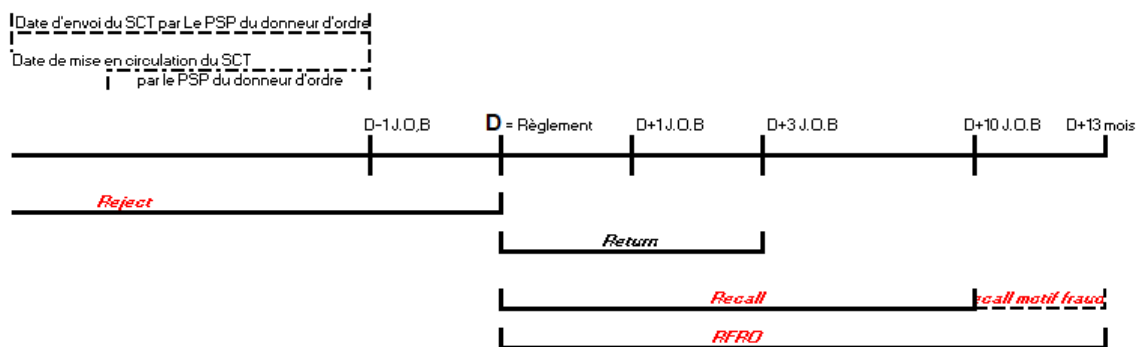 Date d'envoi du SCT par Le PSP du donneur d'ordre
Date de mise en circulation du SCT
par le PSP du donneur d'ordre
D-1 J.O,B
D = Règlement
D+1 J.O.B
D+3 J.O.B
D+10 J.O.B
D+13 mois
Reject
Return
Recall
ecall motif fraud
RFRO